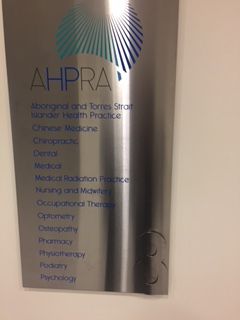 AHPRA
Aboriginal and Torres Strait
Islander Health Practice
Chinese Medicine
Chiropractic
Dental
Medical
Medical Radiation Practice
Nursing and Midwifery
Occupational Therapy
Optometry
Osteopathy
Pharmacy
Physiotherapy
Podiatry
Psychology
8